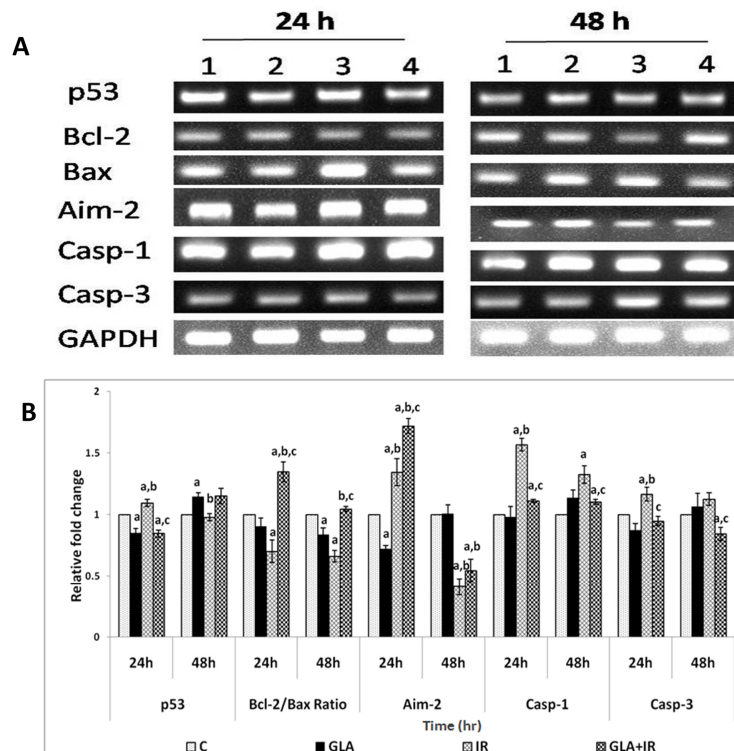 A
24 h
48 h
1 2 3 4
1 2 3 4
p53
Bcl-2
Bax
Aim-2
Casp-1
Casp-3
GAPDH
B
Relative fold change
2
1.5
1
0.5
0
a
a,b
a,c
a
b
a
a,b,c
a
a
b,c
a
a,b
a,b,c
a,b
a,b
a,b
a,c
a
a,c
a,b
c
a,c
24h 48h 24h 48h 24h 48h 24h 48h 24h 48h
p53 Bcl-2/Bax Ratio Aim-2 Casp-1 Casp-3
Time (hr)
C GLA IR GLA+IR